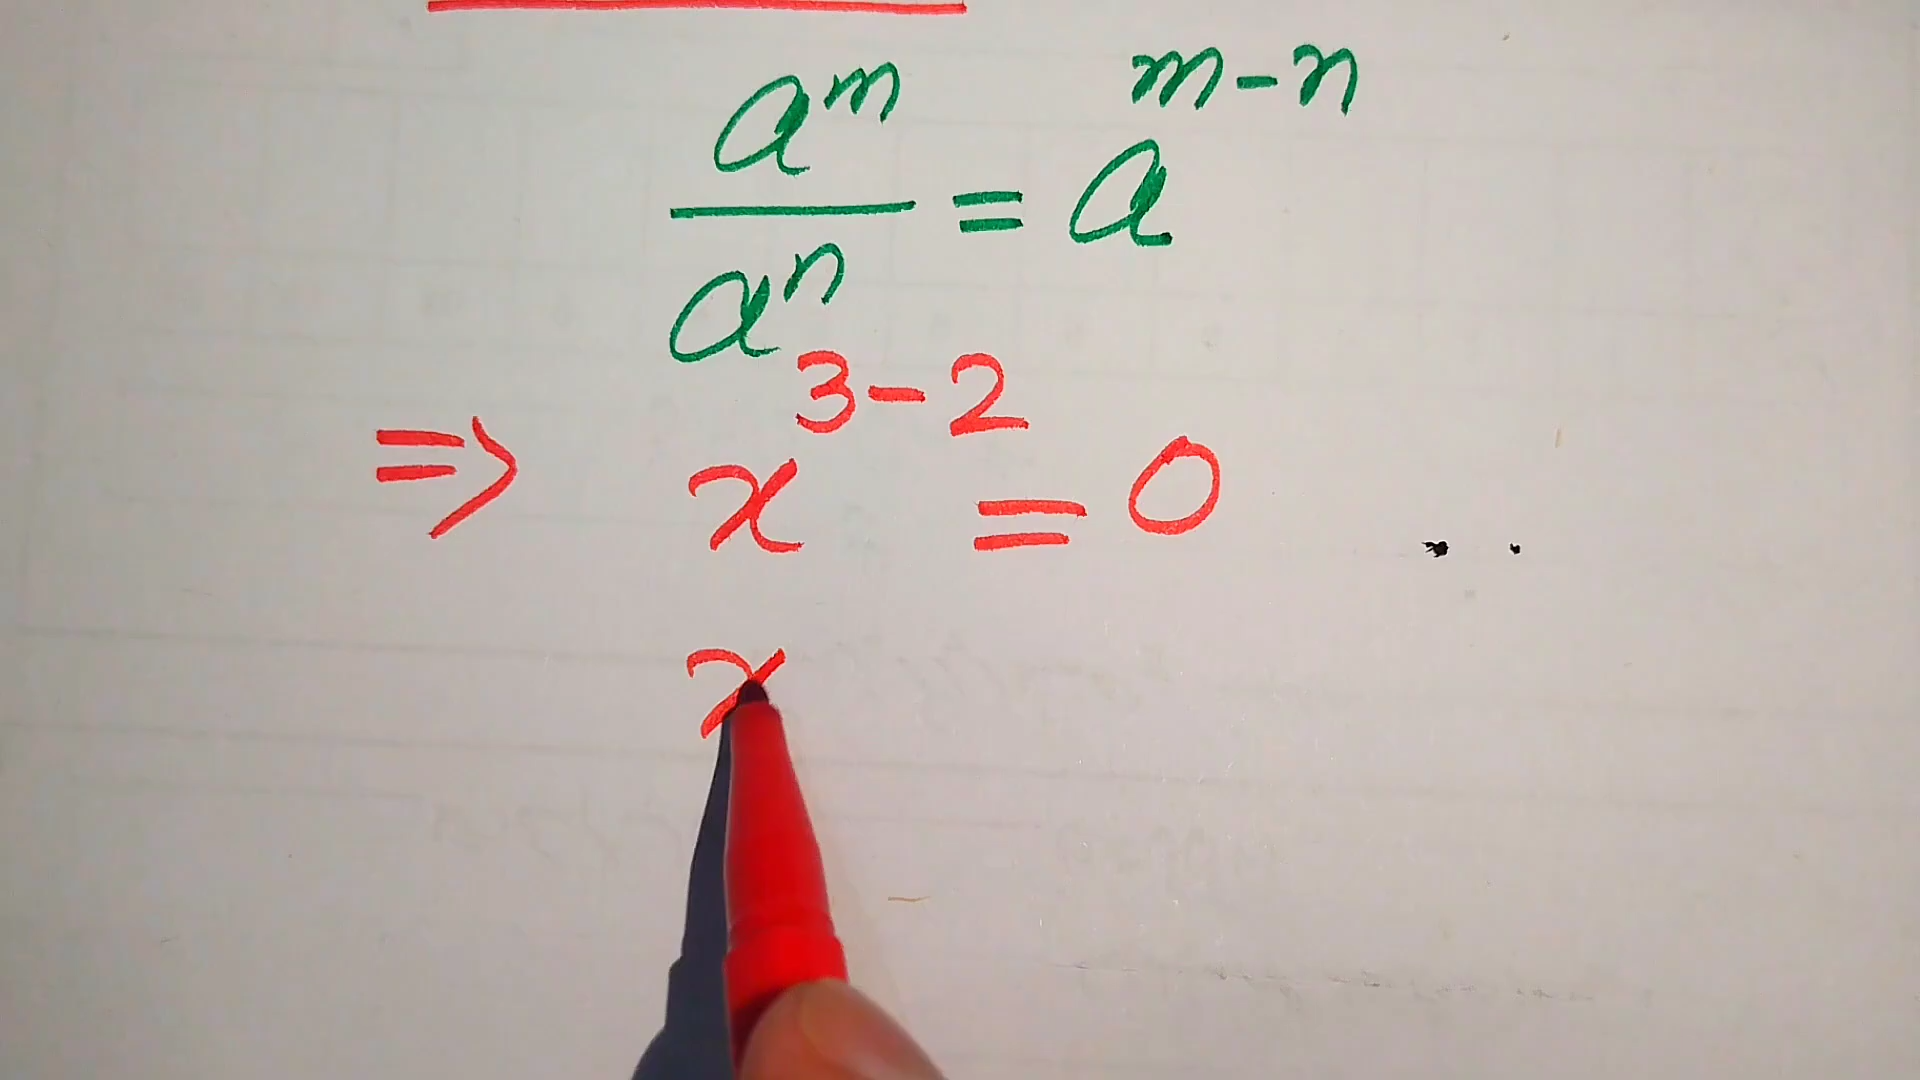 a^m / a^n = a^(m-n)
⇒ x^(3-2) = 0
x